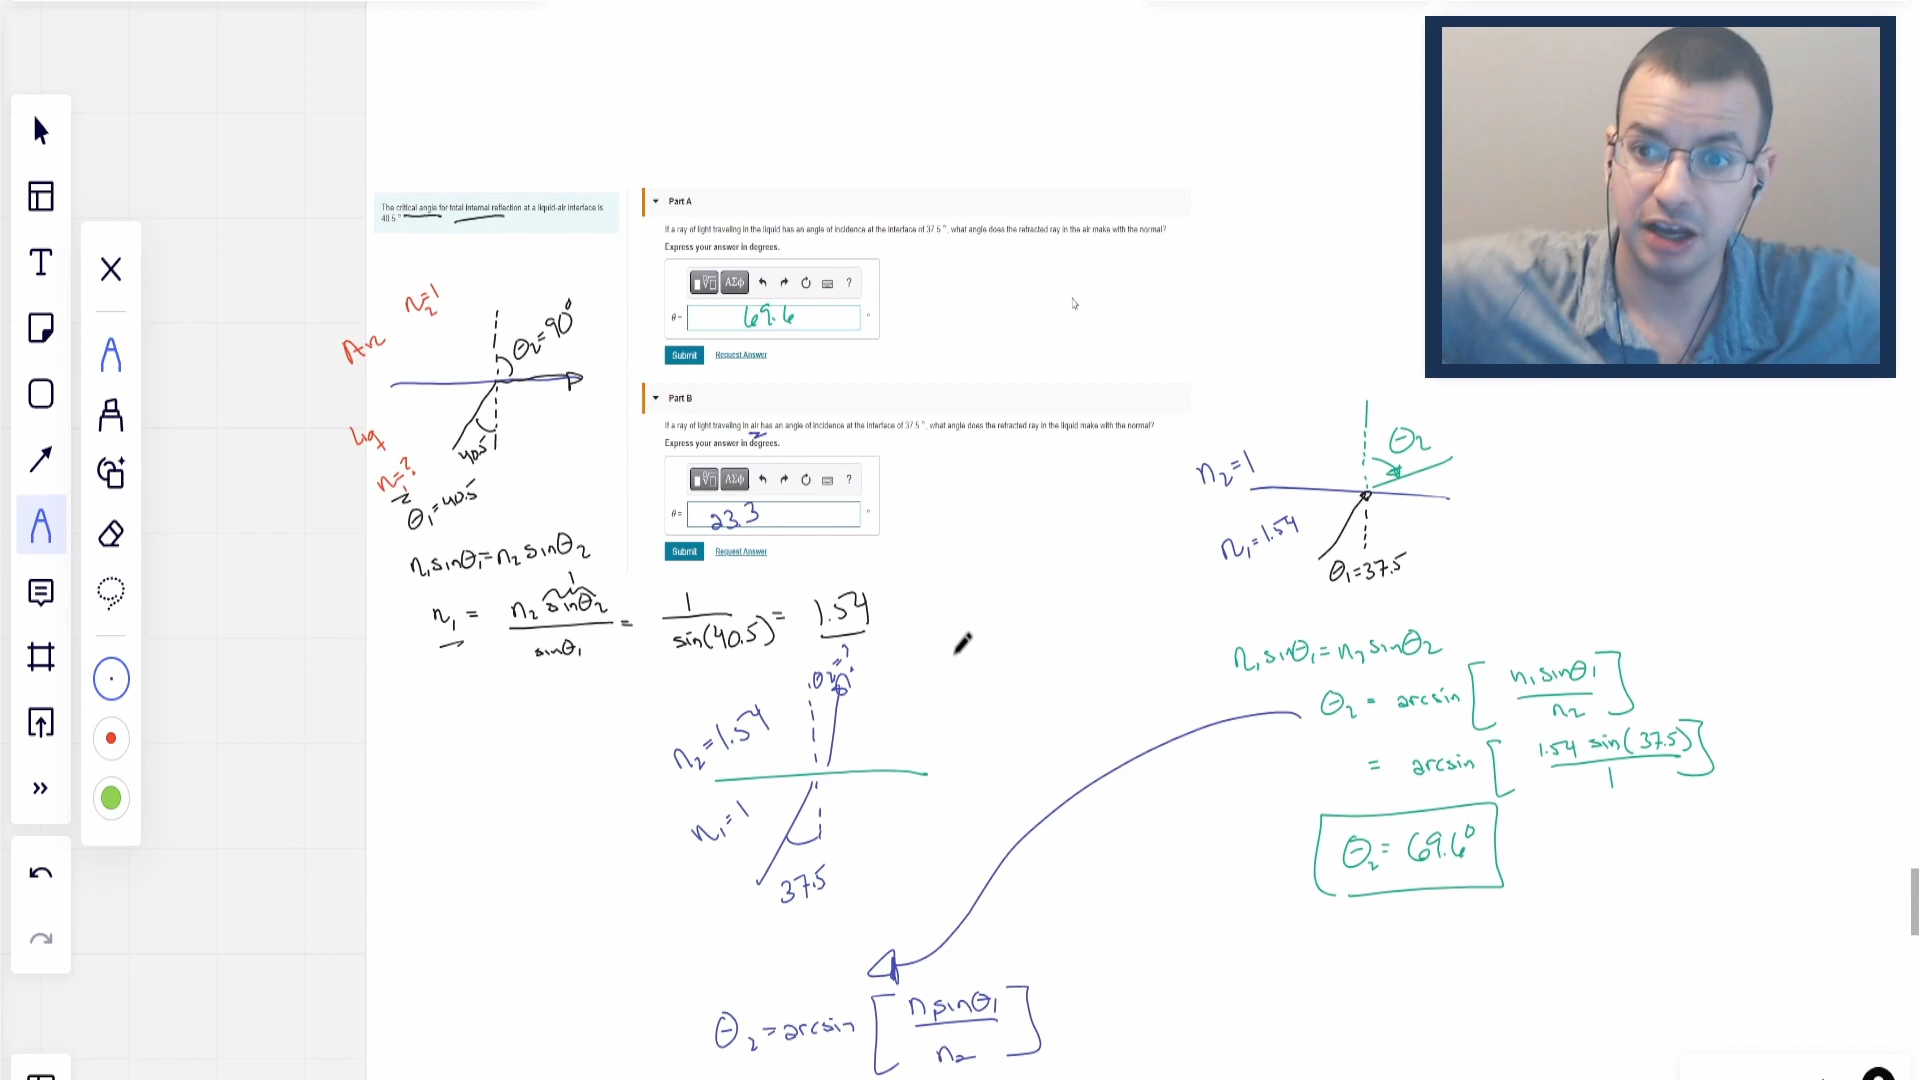 The critical angle for total internal reflection at a liquid-air interface is
40.5°
Part A
If a ray of light traveling in the liquid has an angle of incidence at the interface of 37.5 °, what angle does the refracted ray in the air make with the normal?
Express your answer in degrees.
ΑΣφ
?
θ =
69.6
°
Submit
Request Answer
Part B
If a ray of light traveling in air has an angle of incidence at the interface of 37.5 °, what angle does the refracted ray in the liquid make with the normal?
Express your answer in degrees.
ΑΣφ
?
θ =
23.3
°
Submit
Request Answer
n₂=1
Air
θ₂=90°
40.5
Liq
n₁=?
θ₁=40.5
n₁sinθ₁=n₂sinθ₂
1
n₁ = n₂ sinθ₂ / sinθ₁ = 1 / sin(40.5) = 1.54
θ₂=?
n₂=1.54
n₁=1
37.5
θ₂
n₂=1
n₁=1.54
θ₁=37.5
n₁sinθ₁=n₂sinθ₂
θ₂ = arcsin [ n₁sinθ₁ / n₂ ]
= arcsin [ 1.54 sin(37.5) / 1 ]
θ₂= 69.6°
θ₂=arcsin [ n₁sinθ₁ / n₂ ]
T